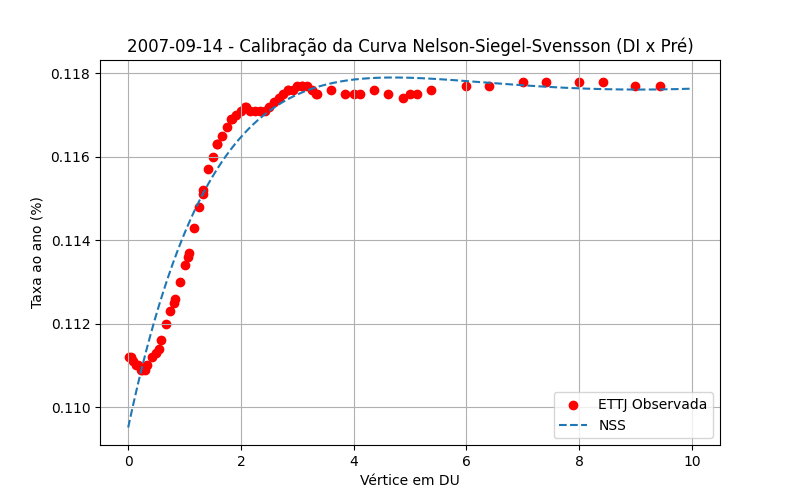 2007-09-14 - Calibração da Curva Nelson-Siegel-Svensson (DI x Pré)
0.118
0.116
0.114
0.112
0.110
Taxa ao ano (%)
ETTJ Observada
NSS
0 2 4 6 8 10
Vértice em DU